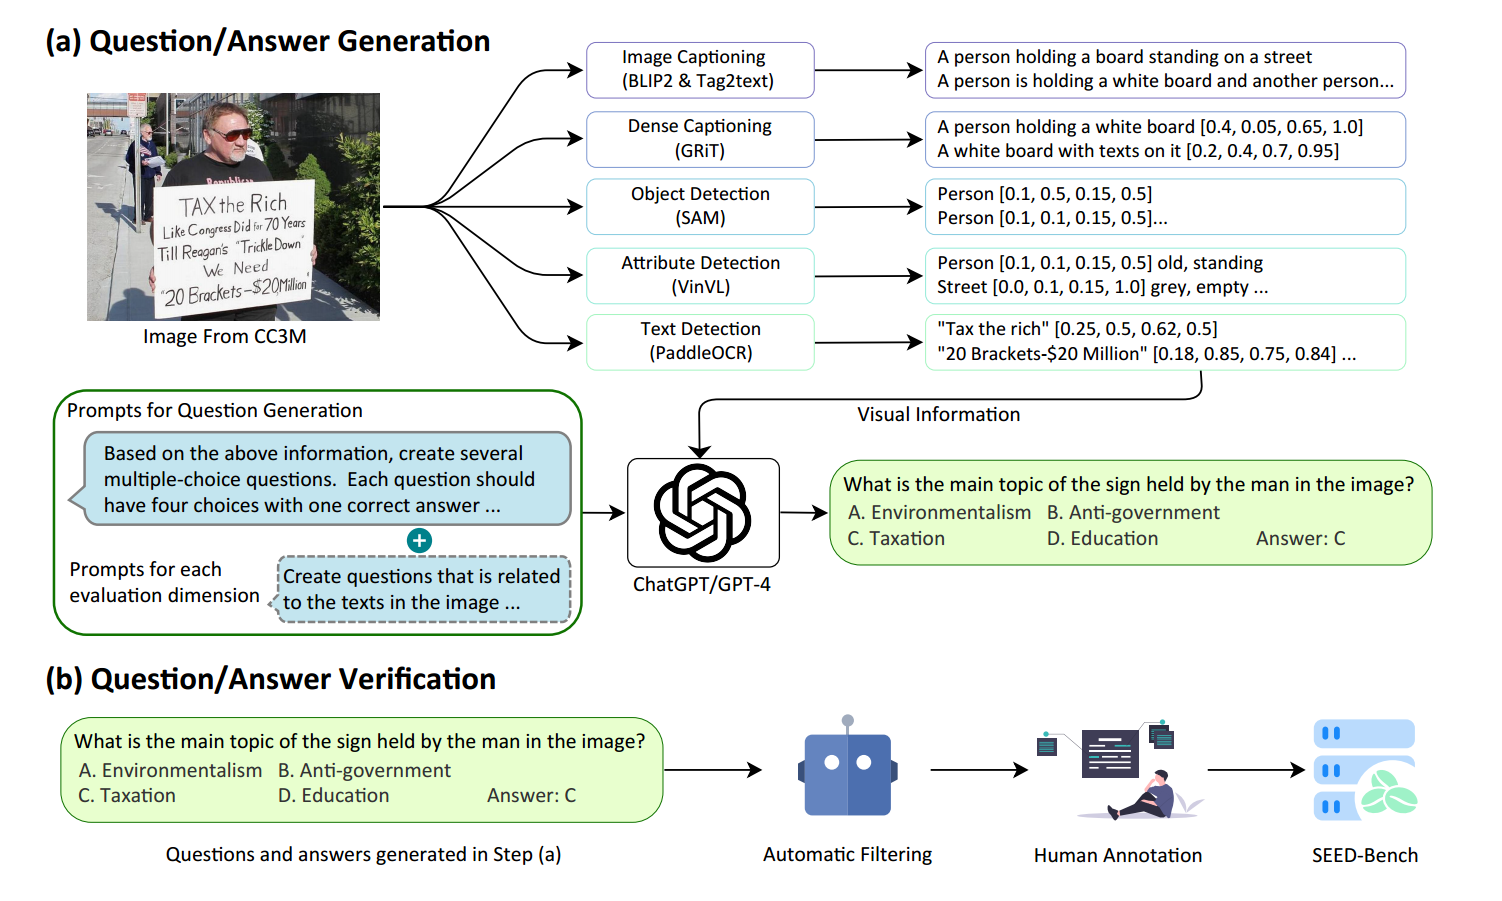 (a) Question/Answer Generation
Image Captioning
(BLIP2 & Tag2text)
A person holding a board standing on a street
A person is holding a white board and another person...
Dense Captioning
(GRiT)
A person holding a white board [0.4, 0.05, 0.65, 1.0]
A white board with texts on it [0.2, 0.4, 0.7, 0.95]
Object Detection
(SAM)
Person [0.1, 0.5, 0.15, 0.5]
Person [0.1, 0.1, 0.15, 0.5]...
Attribute Detection
(VinVL)
Person [0.1, 0.1, 0.15, 0.5] old, standing
Street [0.0, 0.1, 0.15, 1.0] grey, empty ...
Text Detection
(PaddleOCR)
"Tax the rich" [0.25, 0.5, 0.62, 0.5]
"20 Brackets-$20 Million" [0.18, 0.85, 0.75, 0.84] ...
Republican
TAX the Rich
Like Congress Did for 70 Years
Till Reagan's "Trickle Down"
We Need
"20 Brackets-$20Million"
Image From CC3M
Visual Information
Prompts for Question Generation
Based on the above information, create several
multiple-choice questions. Each question should
have four choices with one correct answer ...
Prompts for each
evaluation dimension
Create questions that is related
to the texts in the image ...
ChatGPT/GPT-4
What is the main topic of the sign held by the man in the image?
A. Environmentalism B. Anti-government
C. Taxation D. Education Answer: C
(b) Question/Answer Verification
What is the main topic of the sign held by the man in the image?
A. Environmentalism B. Anti-government
C. Taxation D. Education Answer: C
Questions and answers generated in Step (a)
Automatic Filtering
Human Annotation
SEED-Bench